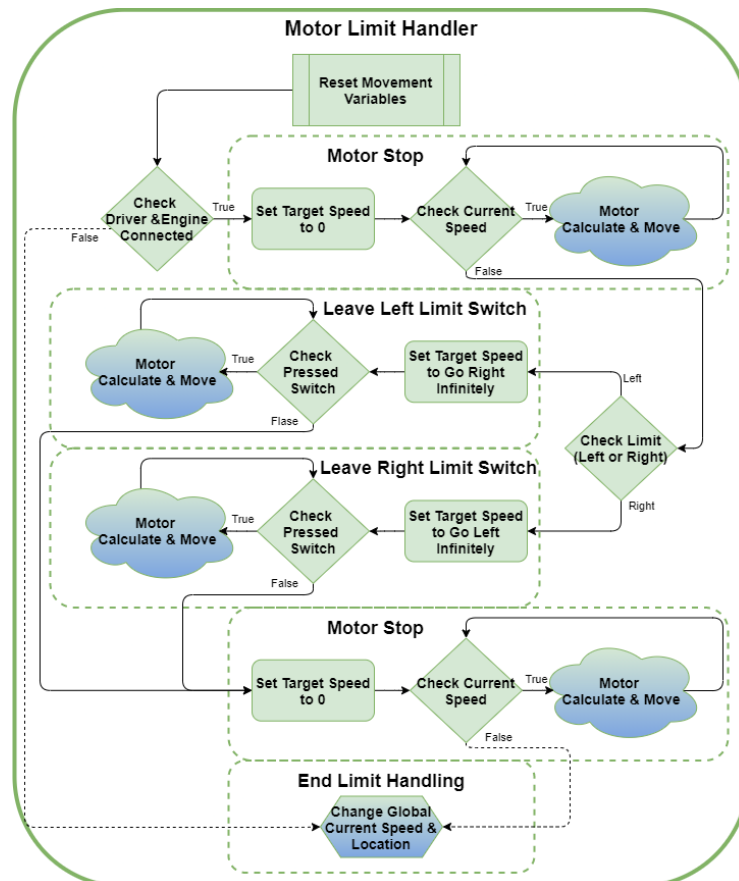 Motor Limit Handler
Reset Movement
Variables
Motor Stop
Check
Driver &Engine
Connected
True
False
Set Target Speed
to 0
Check Current
Speed
True
Motor
Calculate & Move
False
Leave Left Limit Switch
Motor
Calculate & Move
True
Check
Pressed
Switch
Set Target Speed
to Go Right
Infinitely
Left
Flase
Check Limit
(Left or Right)
Leave Right Limit Switch
Motor
Calculate & Move
True
Check
Pressed
Switch
Set Target Speed
to Go Left
Infinitely
Right
False
Motor Stop
Set Target Speed
to 0
Check Current
Speed
True
Motor
Calculate & Move
False
End Limit Handling
Change Global
Current Speed &
Location